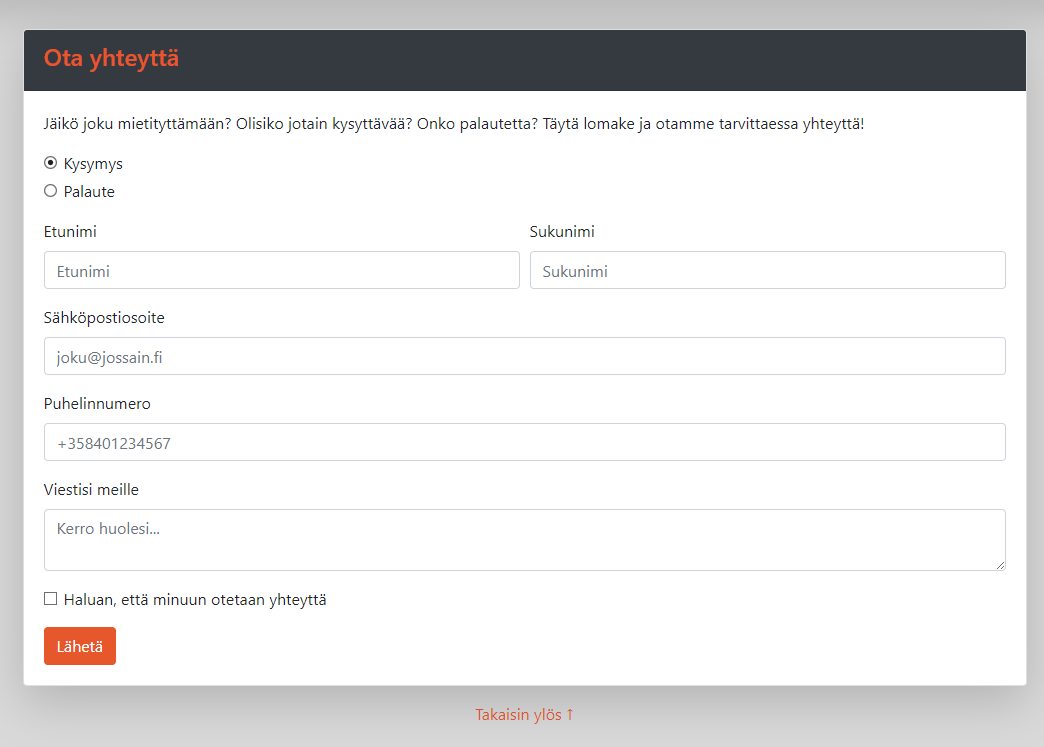 Ota yhteyttä
Jäikö joku mietityttämään? Olisiko jotain kysyttävää? Onko palautetta? Täytä lomake ja otamme tarvittaessa yhteyttä!
Kysymys
Palaute
Etunimi
Sukunimi
Etunimi
Sukunimi
Sähköpostiosoite
joku@jossain.fi
Puhelinnumero
+358401234567
Viestisi meille
Kerro huolesi...
Haluan, että minuun otetaan yhteyttä
Lähetä
Takaisin ylös ↑